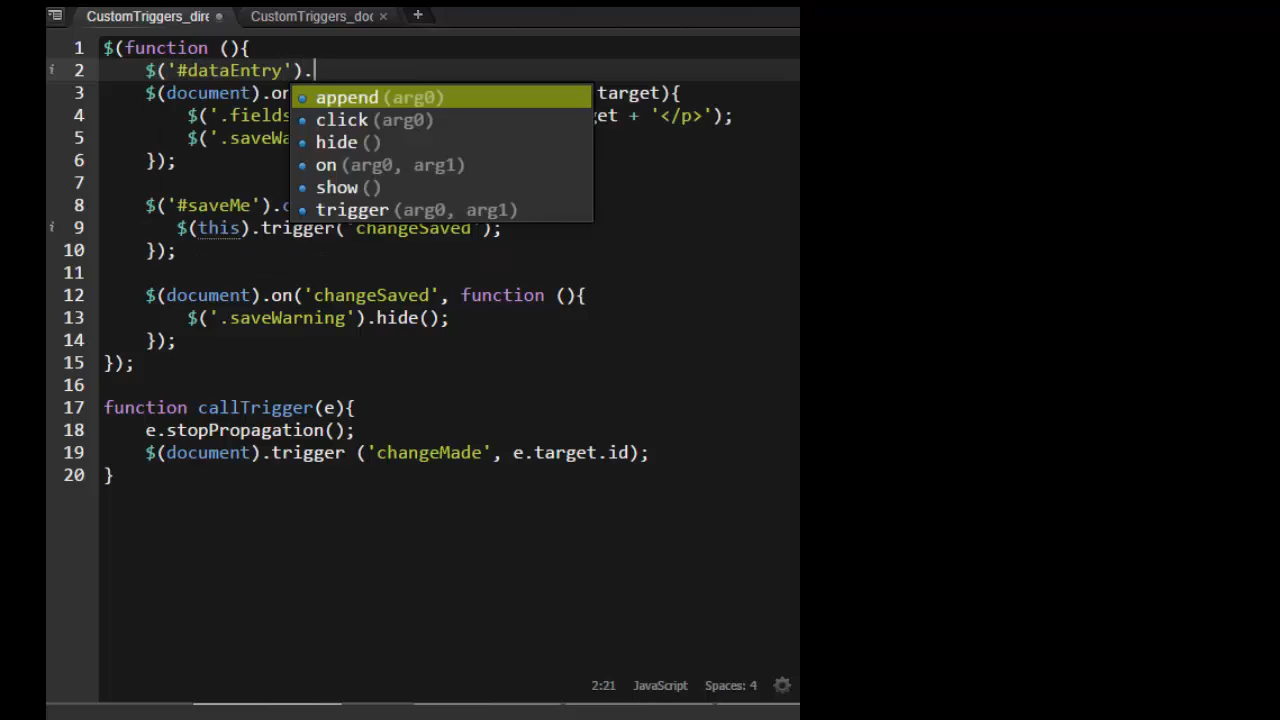 CustomTriggers_dire CustomTriggers_doc × +
1 $(function (){
2 $('#dataEntry').
3 $(document).on target){
append(arg0)
4 $('.fields get + '</p>');
click(arg0)
5 $('.saveWa
hide()
6 });
on(arg0, arg1)
7
show()
8 $('#saveMe').c
trigger(arg0, arg1)
9 $(this).trigger('changeSaved');
10 });
11
12 $(document).on('changeSaved', function (){
13 $('.saveWarning').hide();
14 });
15 });
16
17 function callTrigger(e){
18 e.stopPropagation();
19 $(document).trigger ('changeMade', e.target.id);
20 }
2:21 JavaScript Spaces: 4